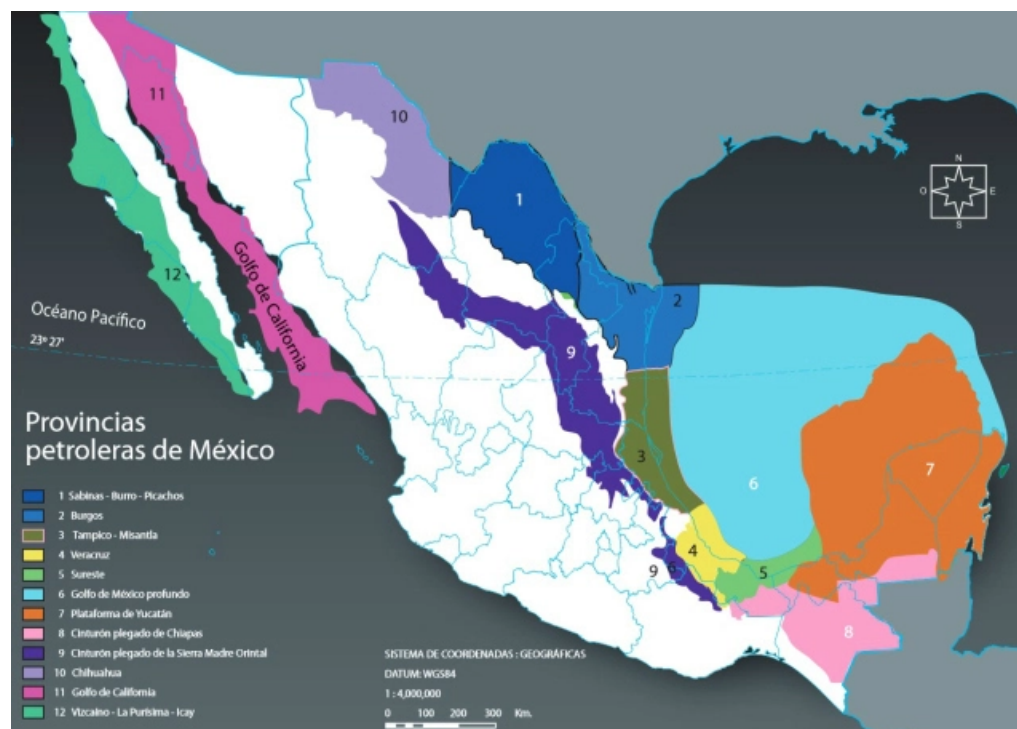 11
10
1
N
O
E
S
Golfo de California
12
2
Océano Pacífico
23º 27'
9
3
6
7
4
5
9
6
8
Provincias
petroleras de México
1 Sabinas - Burro - Picachos
2 Burgos
3 Tampico - Misantla
4 Veracruz
5 Sureste
6 Golfo de México profundo
7 Plataforma de Yucatán
8 Cinturón plegado de Chiapas
9 Cinturón plegado de la Sierra Madre Orintal
10 Chihuahua
11 Golfo de California
12 Vizcaíno - La Purísima - Icay
SISTEMA DE COORDENADAS : GEOGRÁFICAS
DATUM: WGS84
1 : 4,000,000
0 100 200 300 Km.